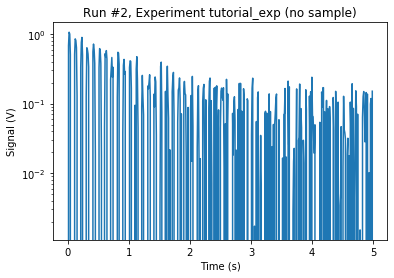 Run #2, Experiment tutorial_exp (no sample)
Signal (V)
10⁰
10⁻¹
10⁻²
0 1 2 3 4 5
Time (s)